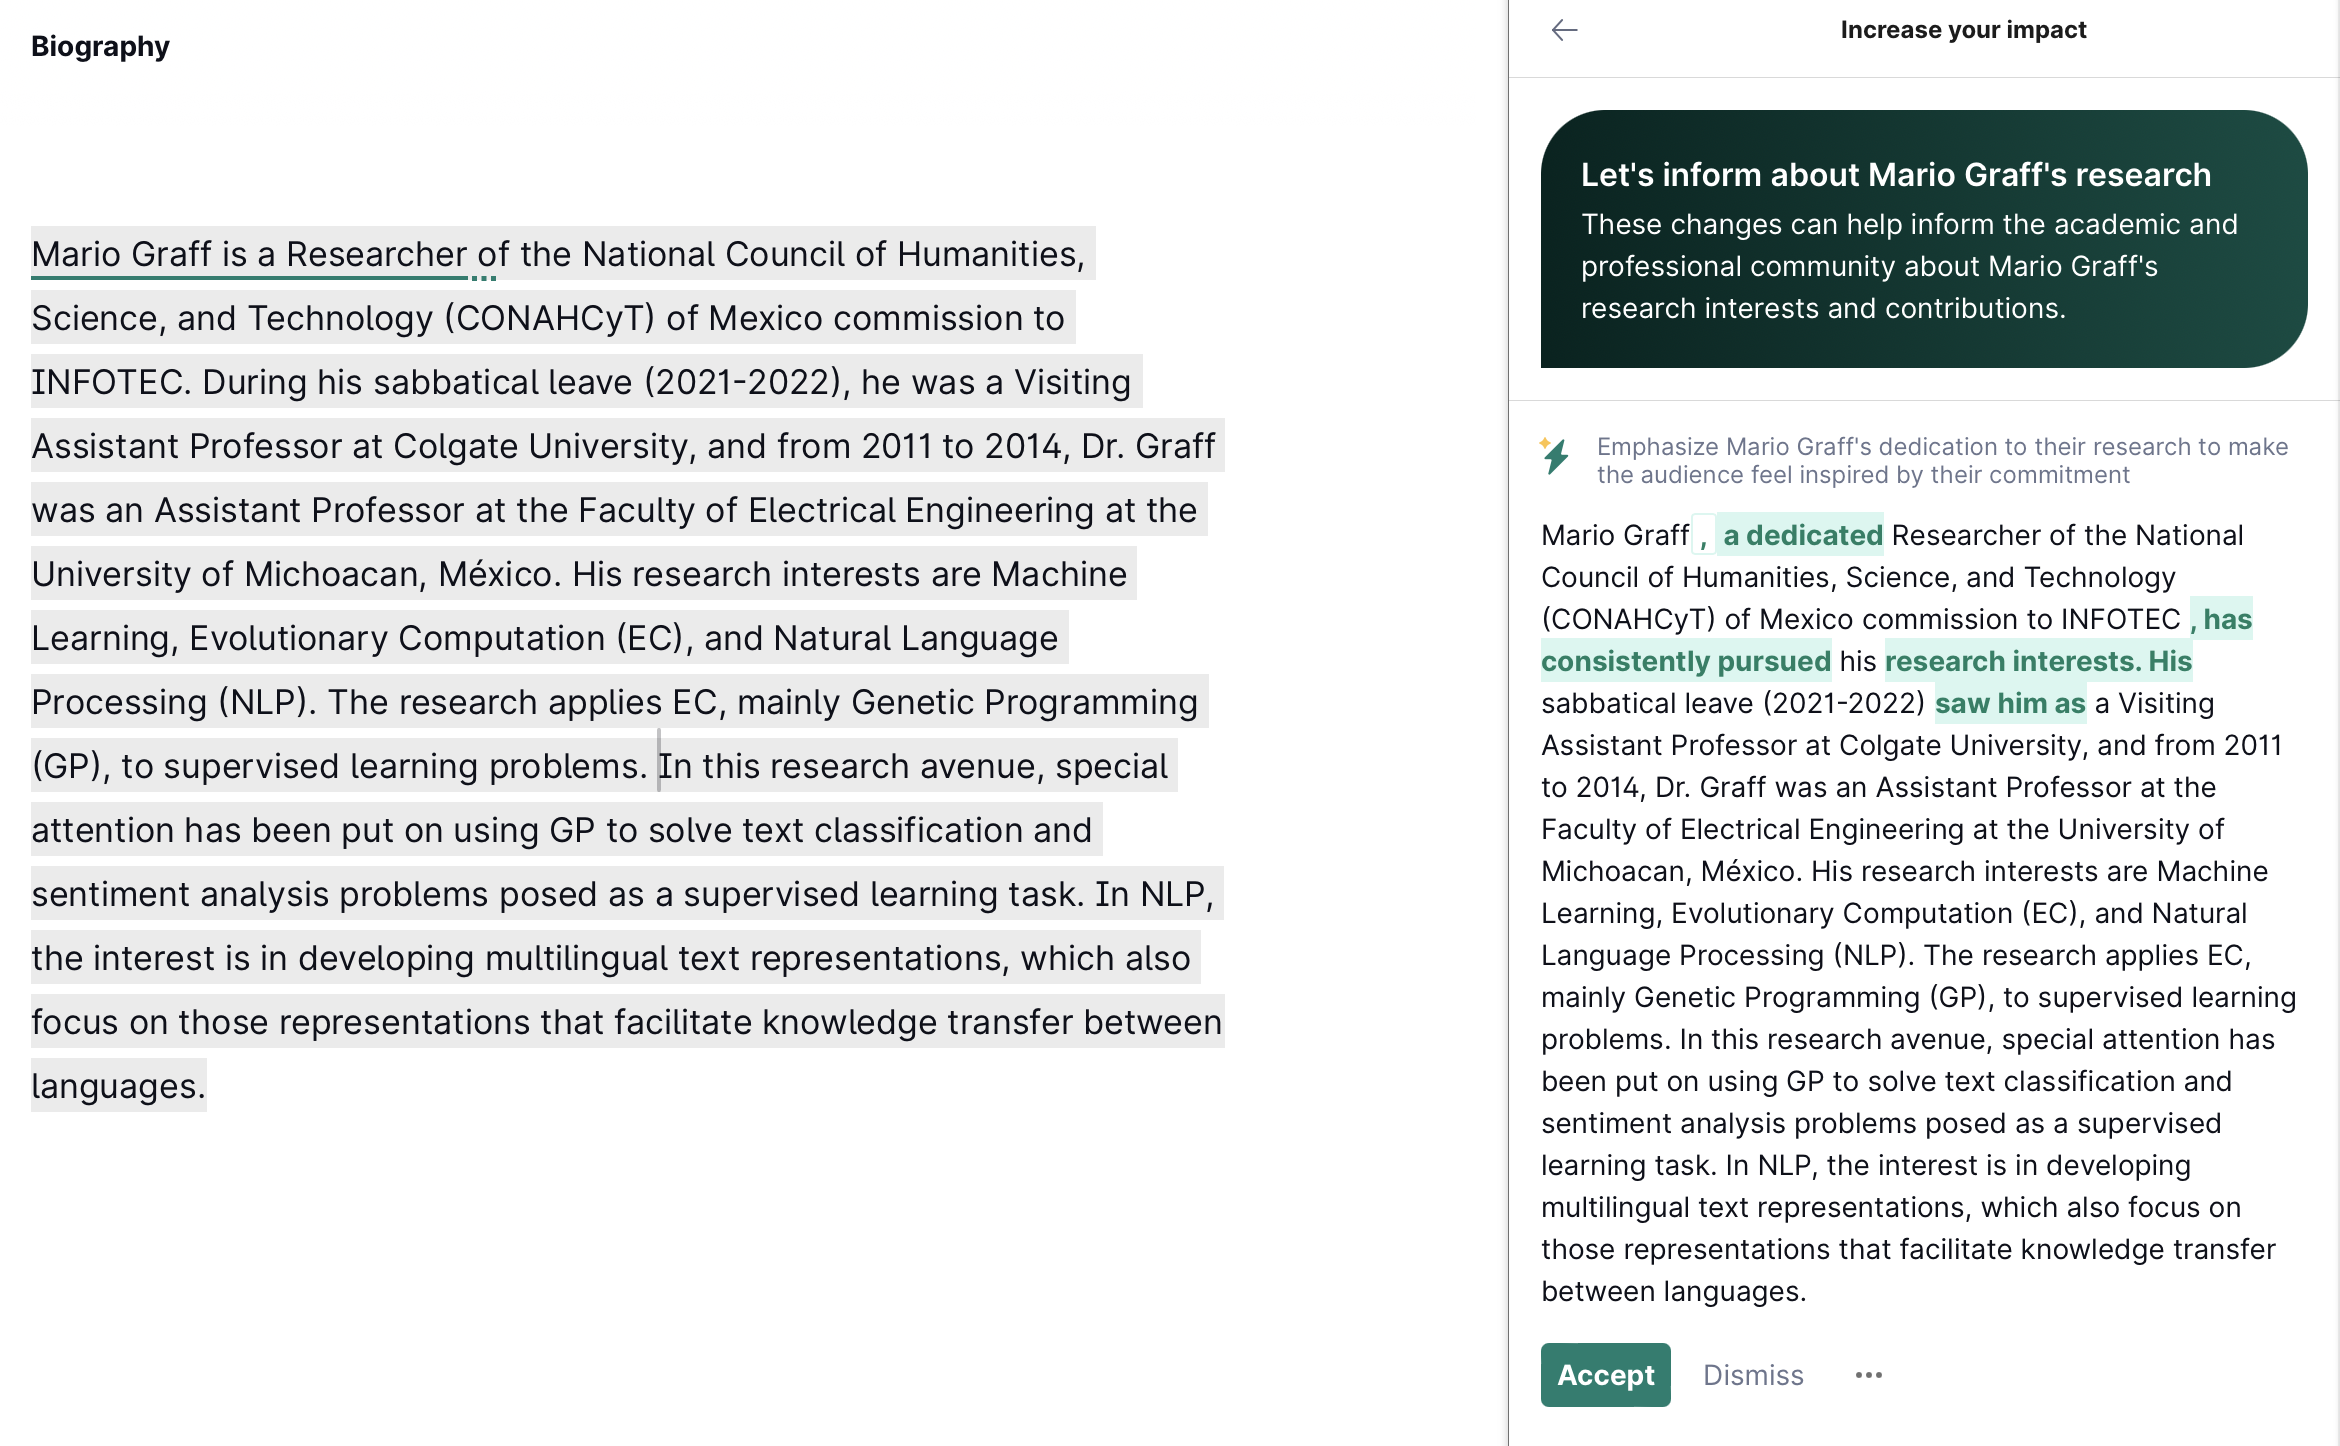 Biography
Mario Graff is a Researcher of the National Council of Humanities,
Science, and Technology (CONAHCyT) of Mexico commission to
INFOTEC. During his sabbatical leave (2021-2022), he was a Visiting
Assistant Professor at Colgate University, and from 2011 to 2014, Dr. Graff
was an Assistant Professor at the Faculty of Electrical Engineering at the
University of Michoacan, México. His research interests are Machine
Learning, Evolutionary Computation (EC), and Natural Language
Processing (NLP). The research applies EC, mainly Genetic Programming
(GP), to supervised learning problems. In this research avenue, special
attention has been put on using GP to solve text classification and
sentiment analysis problems posed as a supervised learning task. In NLP,
the interest is in developing multilingual text representations, which also
focus on those representations that facilitate knowledge transfer between
languages.
Increase your impact
Let's inform about Mario Graff's research
These changes can help inform the academic and
professional community about Mario Graff's
research interests and contributions.
Emphasize Mario Graff's dedication to their research to make
the audience feel inspired by their commitment
Mario Graff , a dedicated Researcher of the National
Council of Humanities, Science, and Technology
(CONAHCyT) of Mexico commission to INFOTEC , has
consistently pursued his research interests. His
sabbatical leave (2021-2022) saw him as a Visiting
Assistant Professor at Colgate University, and from 2011
to 2014, Dr. Graff was an Assistant Professor at the
Faculty of Electrical Engineering at the University of
Michoacan, México. His research interests are Machine
Learning, Evolutionary Computation (EC), and Natural
Language Processing (NLP). The research applies EC,
mainly Genetic Programming (GP), to supervised learning
problems. In this research avenue, special attention has
been put on using GP to solve text classification and
sentiment analysis problems posed as a supervised
learning task. In NLP, the interest is in developing
multilingual text representations, which also focus on
those representations that facilitate knowledge transfer
between languages.
Accept Dismiss